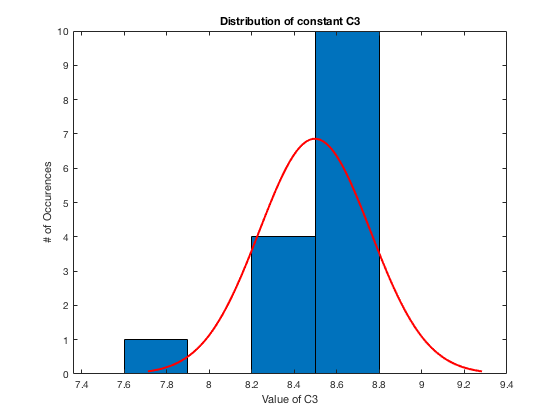 Distribution of constant C3
10
9
8
7
6
5
4
3
2
1
0
# of Occurences
7.4 7.6 7.8 8 8.2 8.4 8.6 8.8 9 9.2 9.4
Value of C3